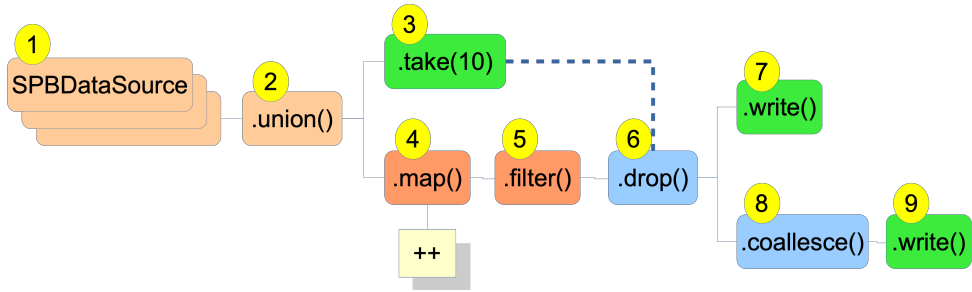 1
SPBDataSource
2
.union()
3
.take(10)
4
.map()
++
5
.filter()
6
.drop()
7
.write()
8
.coallesce()
9
.write()